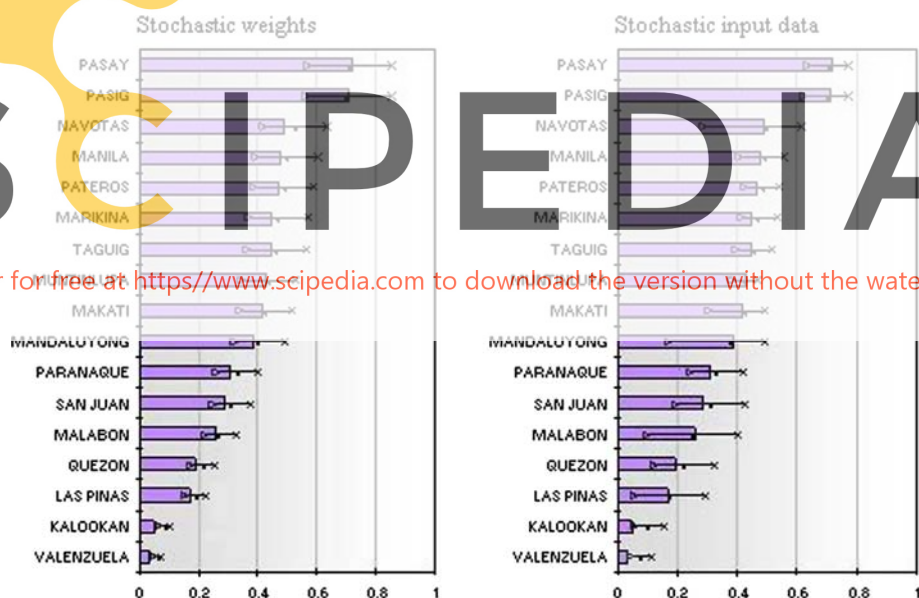 Stochastic weights
PASAY
PASIG
NAVOTAS
MANILA
PATEROS
MARIKINA
TAGUIG
MUNTINLUPA
MAKATI
MANDALUYONG
PARANAQUE
SAN JUAN
MALABON
QUEZON
LAS PINAS
KALOOKAN
VALENZUELA
0 0.2 0.4 0.6 0.8 1
Stochastic input data
PASAY
PASIG
NAVOTAS
MANILA
PATEROS
MARIKINA
TAGUIG
MUNTINLUPA
MAKATI
MANDALUYONG
PARANAQUE
SAN JUAN
MALABON
QUEZON
LAS PINAS
KALOOKAN
VALENZUELA
0 0.2 0.4 0.6 0.8 1
SCIPEDIA
r for free at https//www.scipedia.com to download the version without the wate